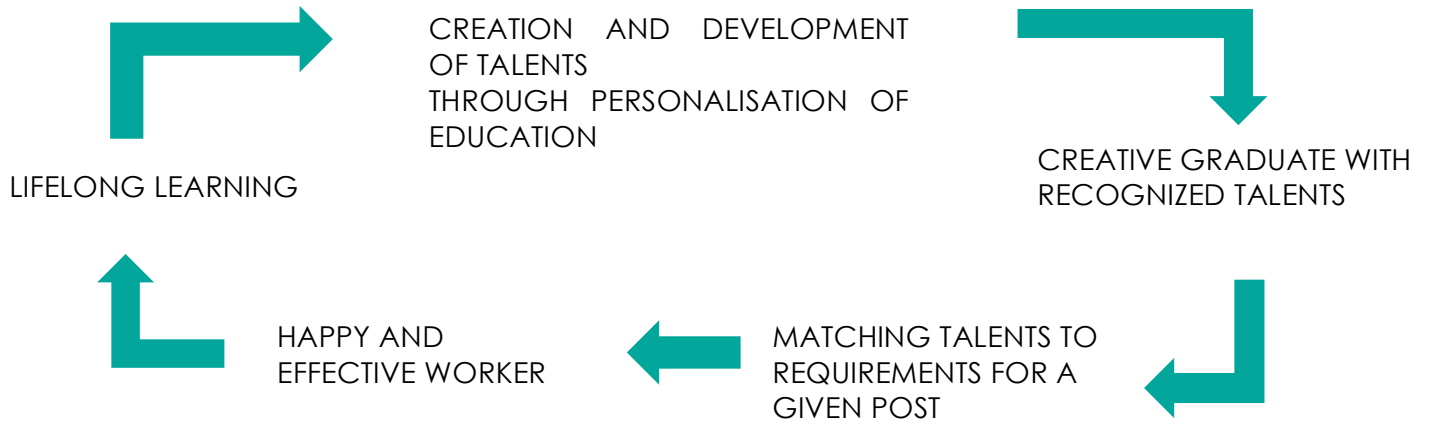 CREATION AND DEVELOPMENT
OF TALENTS
THROUGH PERSONALISATION OF
EDUCATION
CREATIVE GRADUATE WITH
RECOGNIZED TALENTS
MATCHING TALENTS TO
REQUIREMENTS FOR A
GIVEN POST
HAPPY AND
EFFECTIVE WORKER
LIFELONG LEARNING